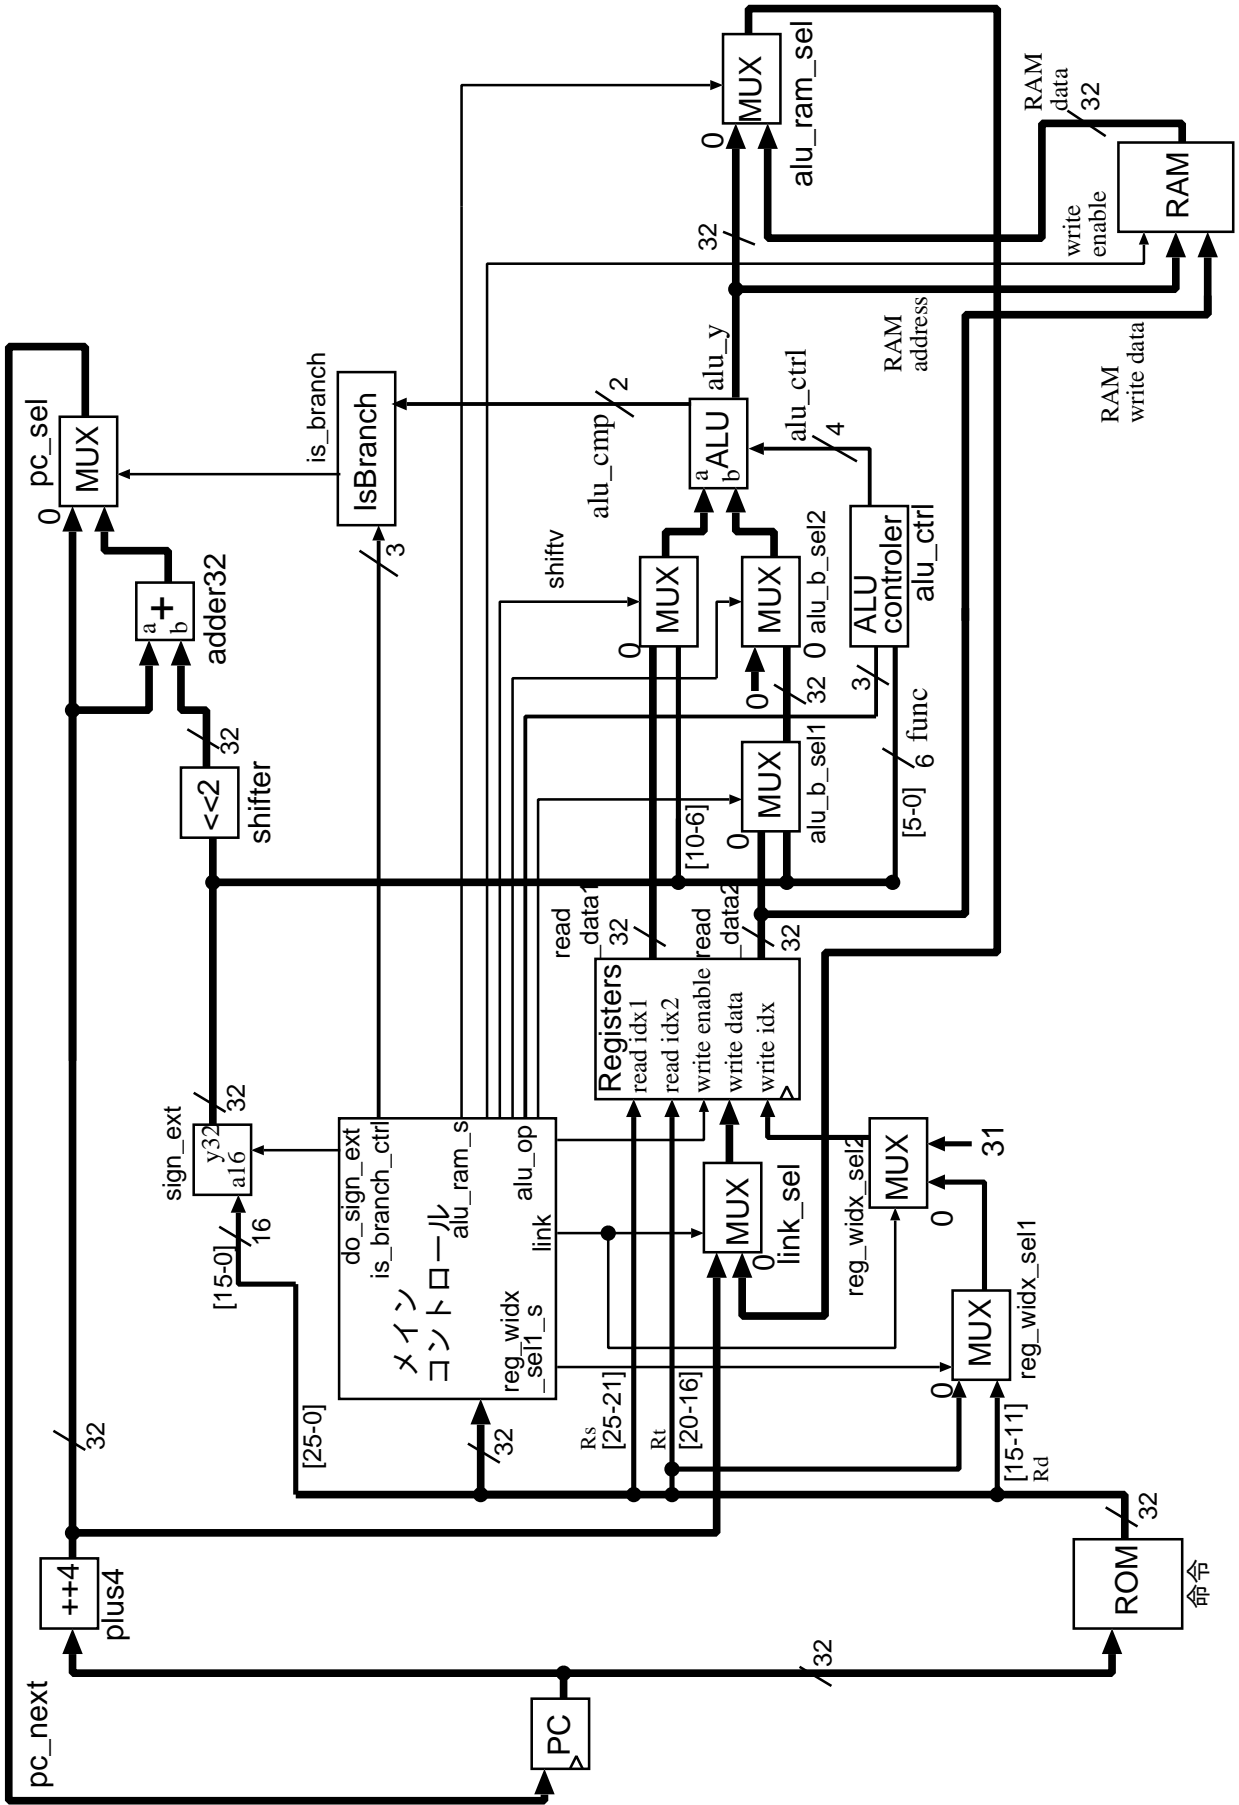 pc_next
PC
32
++4
plus4
32
ROM
命令
32
[25-0]
[15-0]
16
sign_ext
a16
y32
32
メイン
コントロール
32
do_sign_ext
is_branch_ctrl
alu_ram_s
alu_op
link
reg_widx
_sel1_s
Rs
[25-21]
Rt
[20-16]
[15-11]
Rd
0
MUX
reg_widx_sel1
0
31
MUX
reg_widx_sel2
0
MUX
link_sel
Registers
read idx1
read idx2
write enable
write data
write idx
read
_data1
32
read
_data2
32
<<2
shifter
32
a
b
+
adder32
0
MUX
pc_sel
[10-6]
0
MUX
alu_b_sel1
32
0
0
MUX
alu_b_sel2
0
MUX
shiftv
[5-0]
6
func
3
ALU
controler
alu_ctrl
3
IsBranch
is_branch
a
b
ALU
alu_cmp
2
alu_y
alu_ctrl
4
32
0
MUX
alu_ram_sel
RAM
address
RAM
write data
write
enable
RAM
RAM
data
32